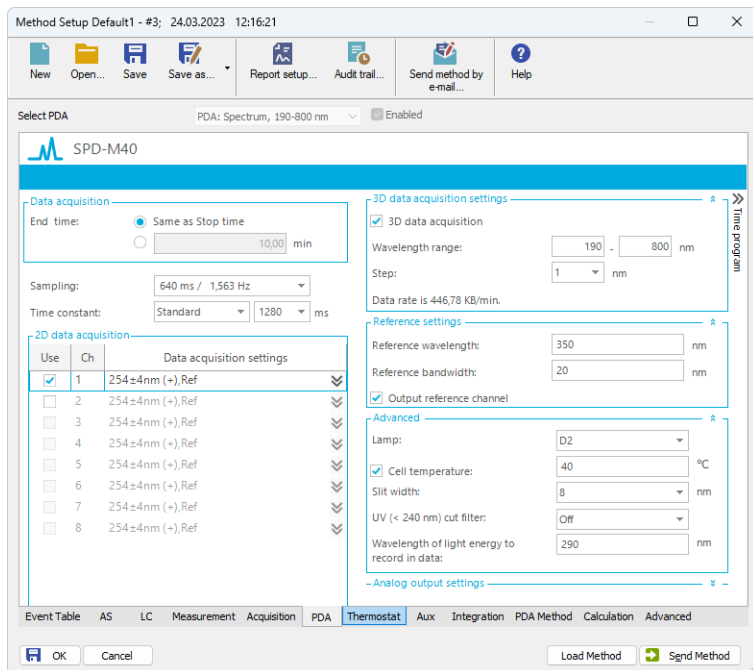 Method Setup Default1 - #3;  24.03.2023  12:16:21
New
Open...
Save
Save as...
Report setup...
Audit trail...
Send method by
e-mail...
Help
Select PDA
PDA: Spectrum, 190-800 nm
Enabled
SPD-M40
Data acquisition
End time:
Same as Stop time
10,00 min
Sampling:
640 ms /  1,563 Hz
Time constant:
Standard
1280
ms
2D data acquisition
Use
Ch
Data acquisition settings
1 254±4nm (+),Ref
2 254±4nm (+),Ref
3 254±4nm (+),Ref
4 254±4nm (+),Ref
5 254±4nm (+),Ref
6 254±4nm (+),Ref
7 254±4nm (+),Ref
8 254±4nm (+),Ref
3D data acquisition settings
3D data acquisition
Wavelength range:
190 - 800 nm
Step:
1 nm
Data rate is 446,78 KB/min.
Reference settings
Reference wavelength:
350 nm
Reference bandwidth:
20 nm
Output reference channel
Advanced
Lamp:
D2
Cell temperature:
40 °C
Slit width:
8 nm
UV (< 240 nm) cut filter:
Off
Wavelength of light energy to
record in data:
290 nm
Analog output settings
Time program
Event Table
AS
LC
Measurement
Acquisition
PDA
Thermostat
Aux
Integration
PDA Method
Calculation
Advanced
OK
Cancel
Load Method
Send Method